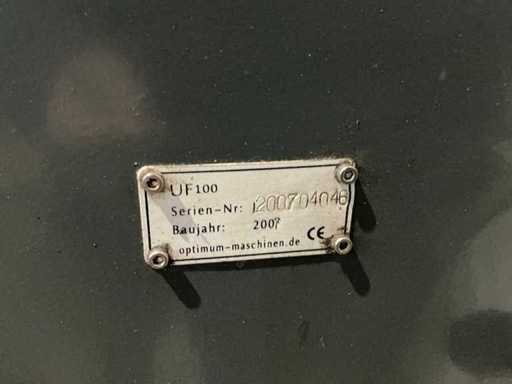 UF100
Serien-Nr: 200704046
Baujahr: 2007
optimum-maschinen.de CE